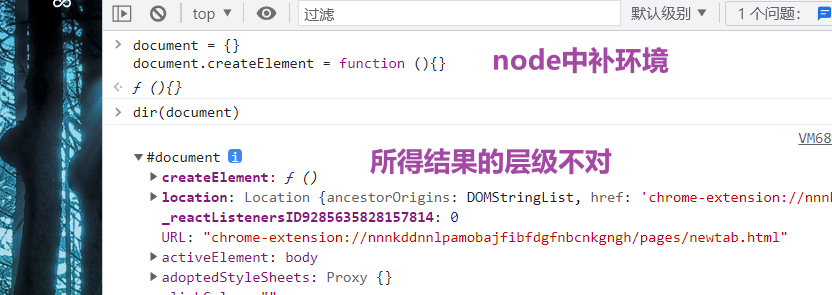 top ▼ 过滤 默认级别 ▼ 1 个问题:
> document = {}
document.createElement = function (){}
node中补环境
<· ƒ (){}
> dir(document)
VM68
▼#document i
所得结果的层级不对
▶ createElement: ƒ ()
▶ location: Location {ancestorOrigins: DOMStringList, href: 'chrome-extension://nnnk
_reactListenersID9285635828157814: 0
URL: "chrome-extension://nnnkddnnlpamobajfibfdgfnbcnkgngh/pages/newtab.html"
▶ activeElement: body
▶ adoptedStyleSheets: Proxy {}